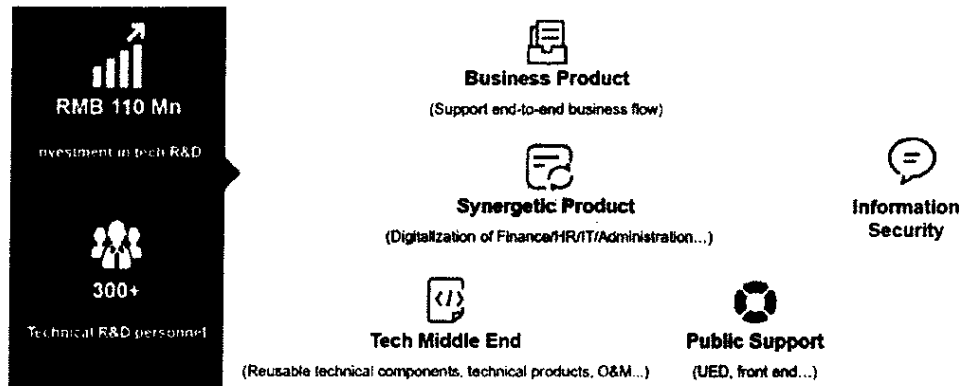 RMB 110 Mn
nvestment in tech R&D
300+
Technical R&D personnel
Business Product
(Support end-to-end business flow)
Synergetic Product
(Digitalization of Finance/HR/IT/Administration...)
Information
Security
</>
Tech Middle End
(Reusable technical components, technical products, O&M...)
Public Support
(UED, front end...)